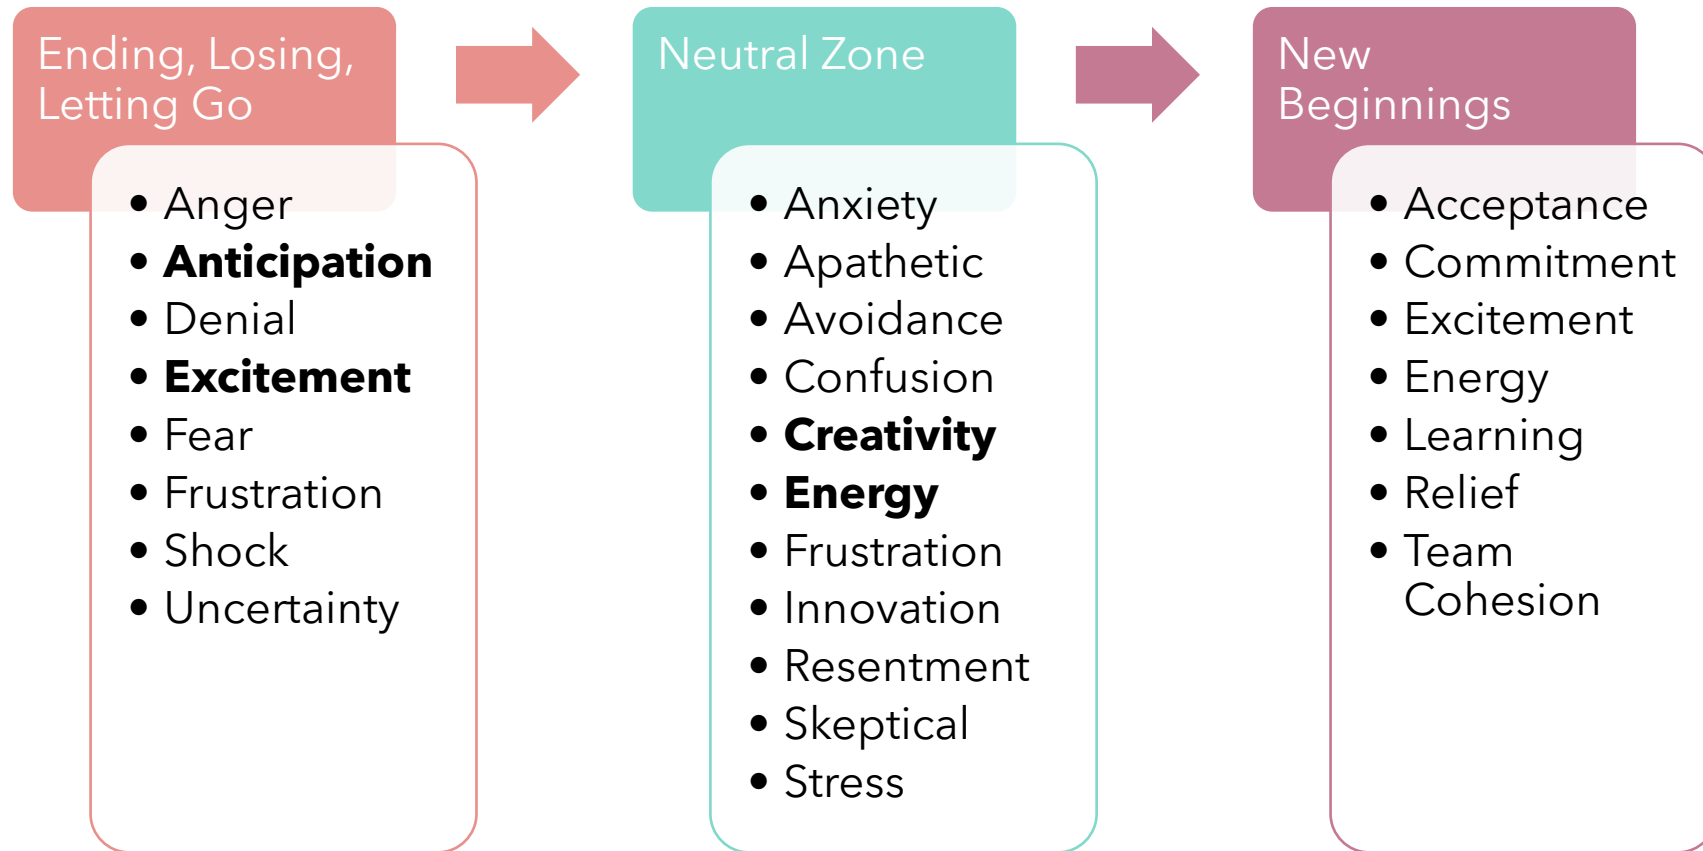 Ending, Losing,
Letting Go
• Anger
• Anticipation
• Denial
• Excitement
• Fear
• Frustration
• Shock
• Uncertainty
Neutral Zone
• Anxiety
• Apathetic
• Avoidance
• Confusion
• Creativity
• Energy
• Frustration
• Innovation
• Resentment
• Skeptical
• Stress
New
Beginnings
• Acceptance
• Commitment
• Excitement
• Energy
• Learning
• Relief
• Team
Cohesion